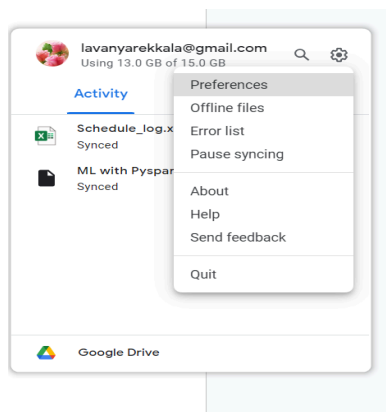 lavanyarekkala@gmail.com
Using 13.0 GB of 15.0 GB
Activity
Schedule_log.x
Synced
ML with Pyspar
Synced
Preferences
Offline files
Error list
Pause syncing
About
Help
Send feedback
Quit
Google Drive